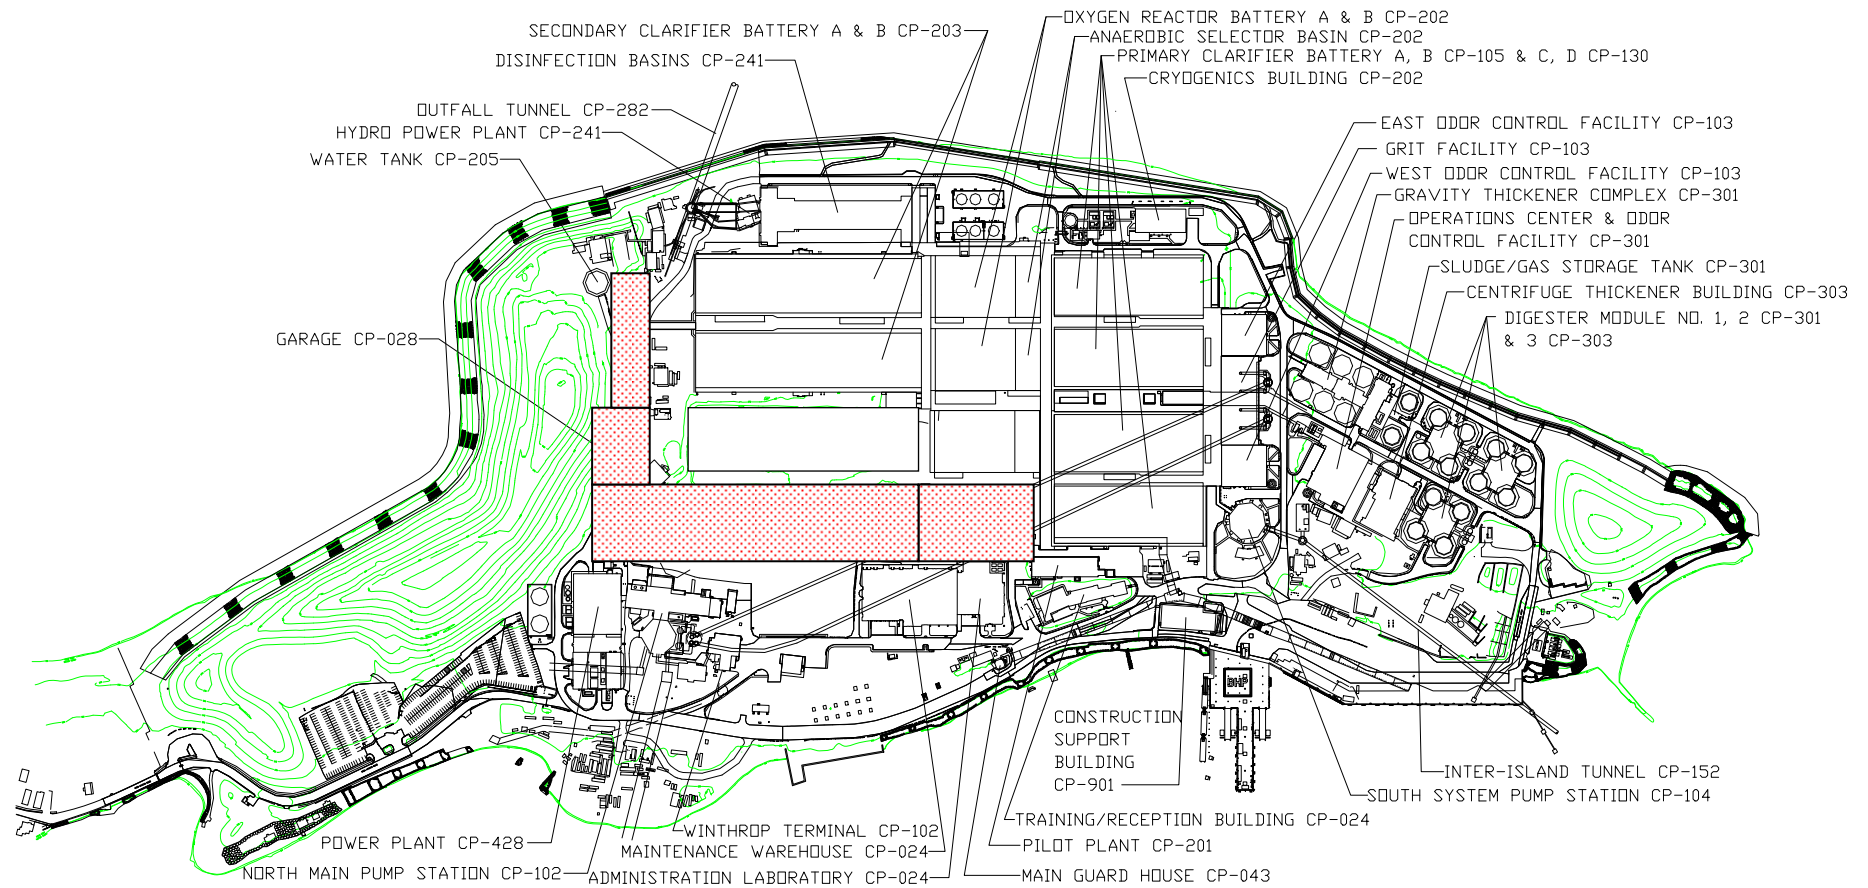 SECONDARY CLARIFIER BATTERY A & B CP-203
DISINFECTION BASINS CP-241
OUTFALL TUNNEL CP-282
HYDRO POWER PLANT CP-241
WATER TANK CP-205
GARAGE CP-028
OXYGEN REACTOR BATTERY A & B CP-202
ANAEROBIC SELECTOR BASIN CP-202
PRIMARY CLARIFIER BATTERY A, B CP-105 & C, D CP-130
CRYOGENICS BUILDING CP-202
EAST ODOR CONTROL FACILITY CP-103
GRIT FACILITY CP-103
WEST ODOR CONTROL FACILITY CP-103
GRAVITY THICKENER COMPLEX CP-301
OPERATIONS CENTER & ODOR
CONTROL FACILITY CP-301
SLUDGE/GAS STORAGE TANK CP-301
CENTRIFUGE THICKENER BUILDING CP-303
DIGESTER MODULE NO. 1, 2 CP-301
& 3 CP-303
BHP
CONSTRUCTION
SUPPORT
BUILDING
CP-901
INTER-ISLAND TUNNEL CP-152
SOUTH SYSTEM PUMP STATION CP-104
TRAINING/RECEPTION BUILDING CP-024
PILOT PLANT CP-201
MAIN GUARD HOUSE CP-043
WINTHROP TERMINAL CP-102
MAINTENANCE WAREHOUSE CP-024
ADMINISTRATION LABORATORY CP-024
POWER PLANT CP-428
NORTH MAIN PUMP STATION CP-102